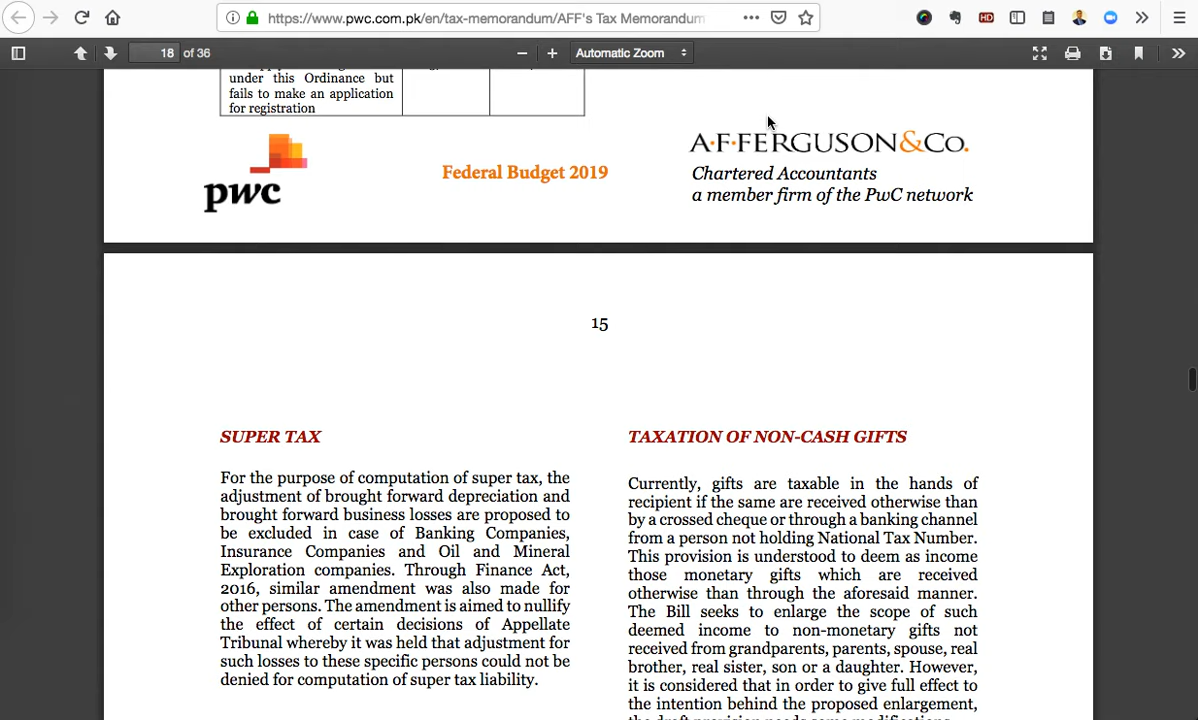 https://www.pwc.com.pk/en/tax-memorandum/AFF's Tax Memorandum
HD
18 of 36
Automatic Zoom
under this Ordinance but
fails to make an application
for registration
pwc
Federal Budget 2019
A·F·FERGUSON&CO.
Chartered Accountants
a member firm of the PwC network
15
SUPER TAX
For the purpose of computation of super tax, the
adjustment of brought forward depreciation and
brought forward business losses are proposed to
be excluded in case of Banking Companies,
Insurance Companies and Oil and Mineral
Exploration companies. Through Finance Act,
2016, similar amendment was also made for
other persons. The amendment is aimed to nullify
the effect of certain decisions of Appellate
Tribunal whereby it was held that adjustment for
such losses to these specific persons could not be
denied for computation of super tax liability.
TAXATION OF NON-CASH GIFTS
Currently, gifts are taxable in the hands of
recipient if the same are received otherwise than
by a crossed cheque or through a banking channel
from a person not holding National Tax Number.
This provision is understood to deem as income
those monetary gifts which are received
otherwise than through the aforesaid manner.
The Bill seeks to enlarge the scope of such
deemed income to non-monetary gifts not
received from grandparents, parents, spouse, real
brother, real sister, son or a daughter. However,
it is considered that in order to give full effect to
the intention behind the proposed enlargement,
the draft provision needs some modifications